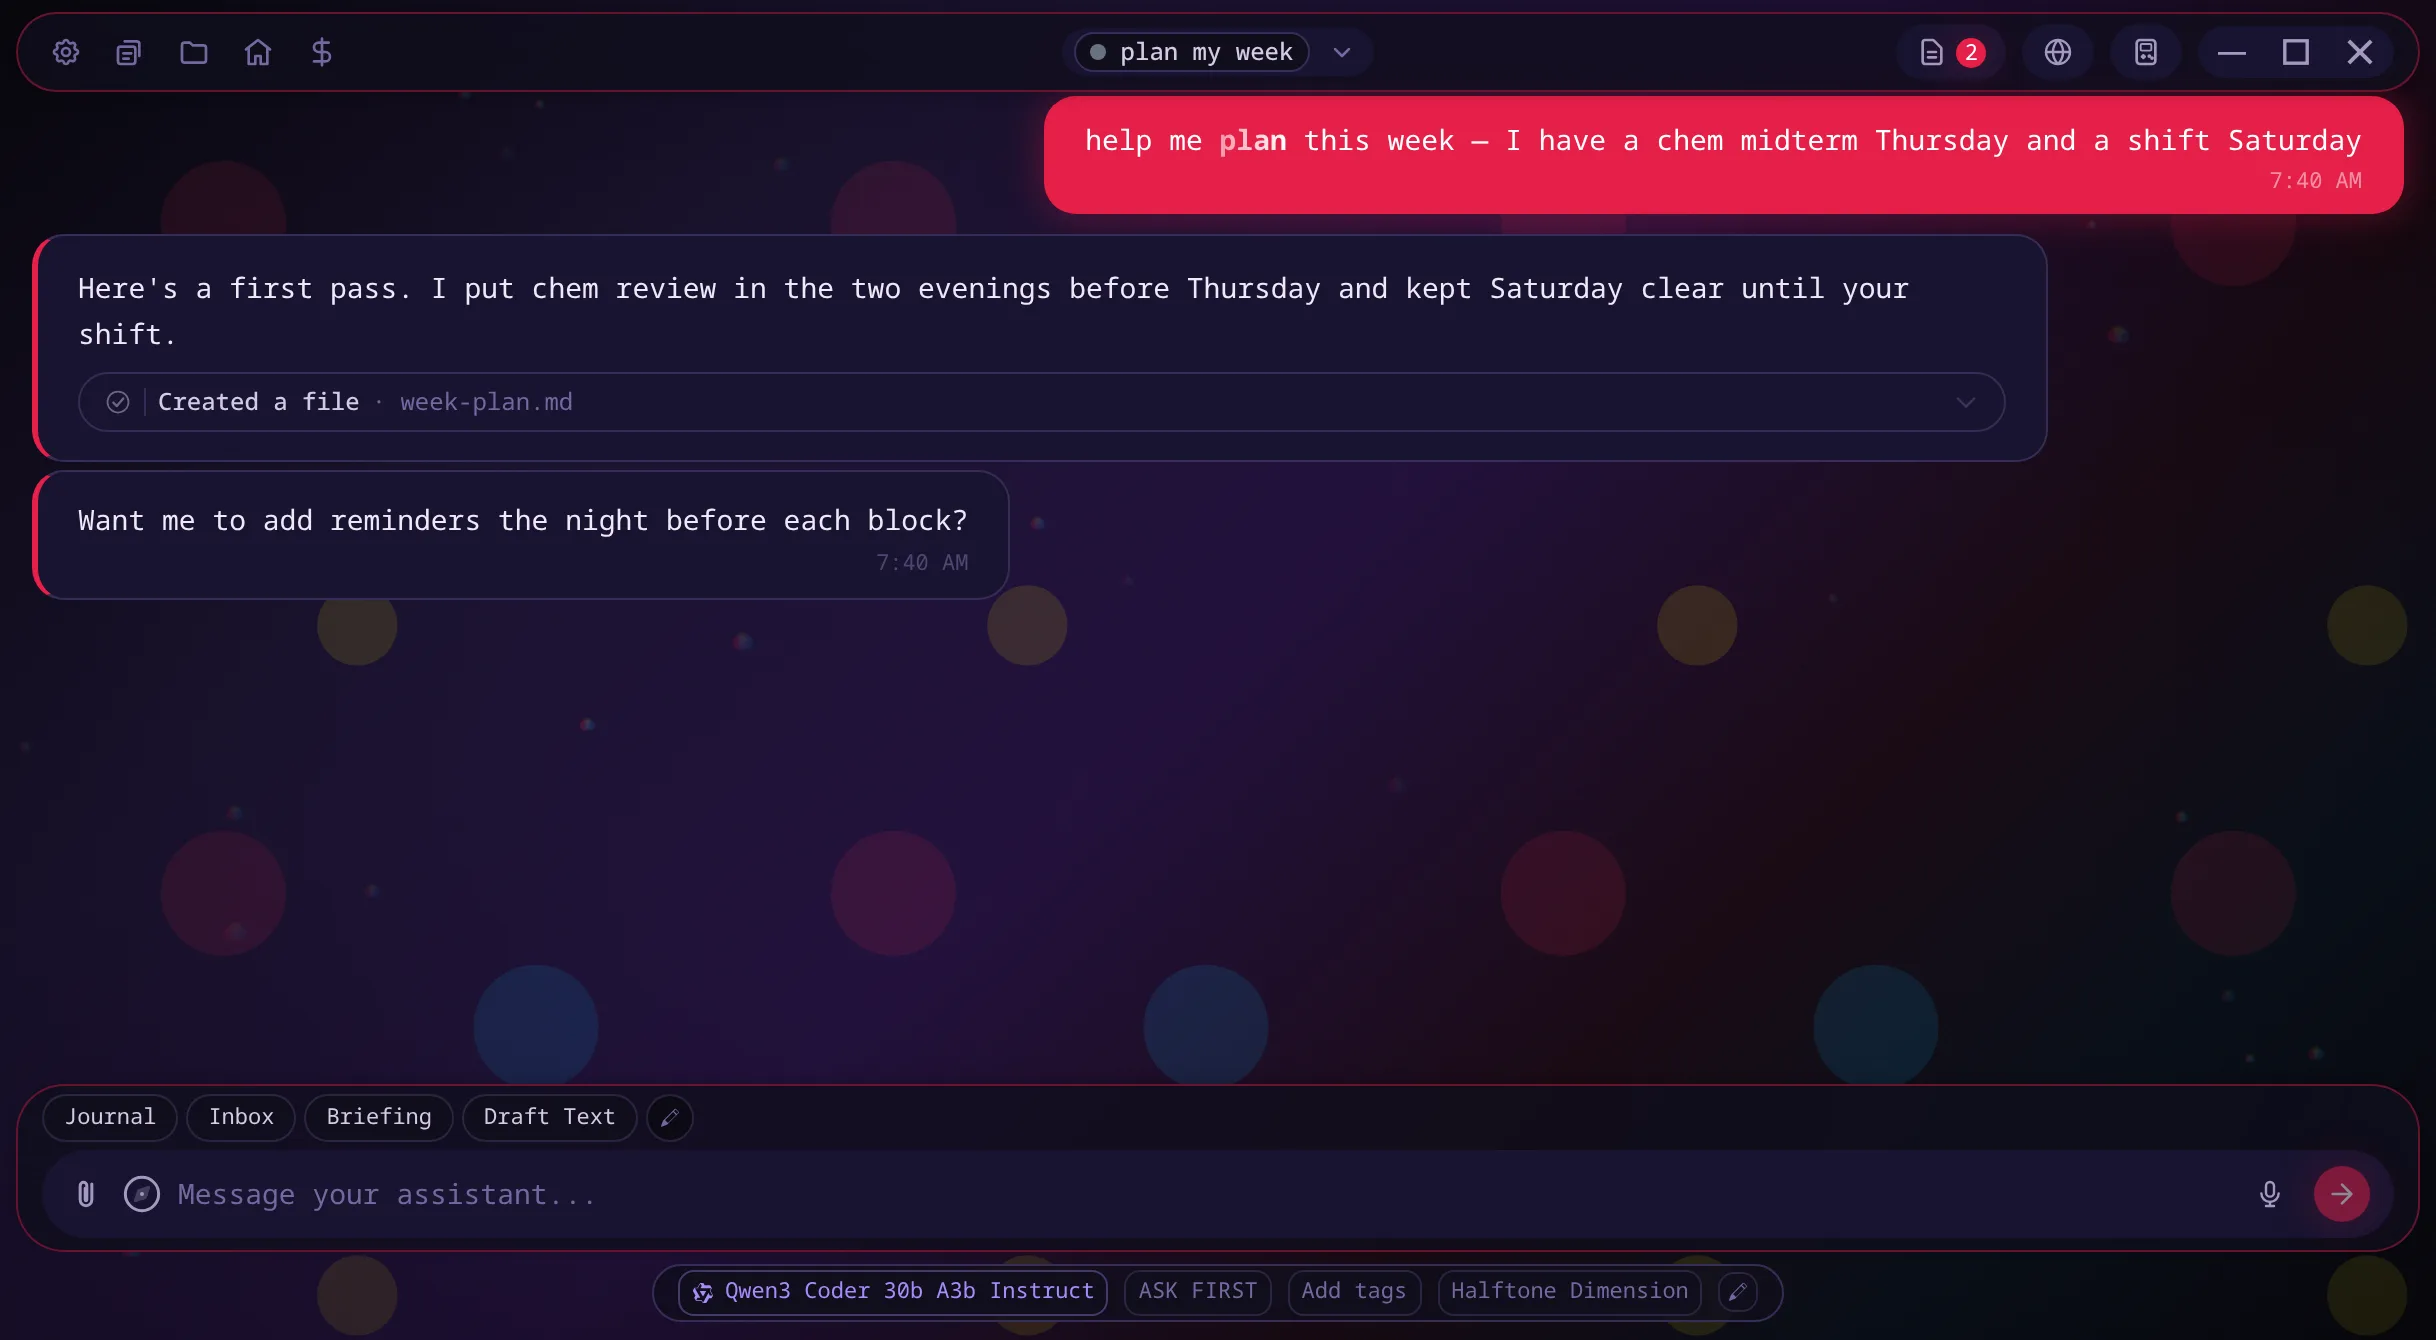 plan my week
2
help me plan this week — I have a chem midterm Thursday and a shift Saturday
7:40 AM
Here's a first pass. I put chem review in the two evenings before Thursday and kept Saturday clear until your
shift.
Created a file · week-plan.md
Want me to add reminders the night before each block?
7:40 AM
Journal
Inbox
Briefing
Draft Text
Message your assistant...
Qwen3 Coder 30b A3b Instruct
ASK FIRST
Add tags
Halftone Dimension